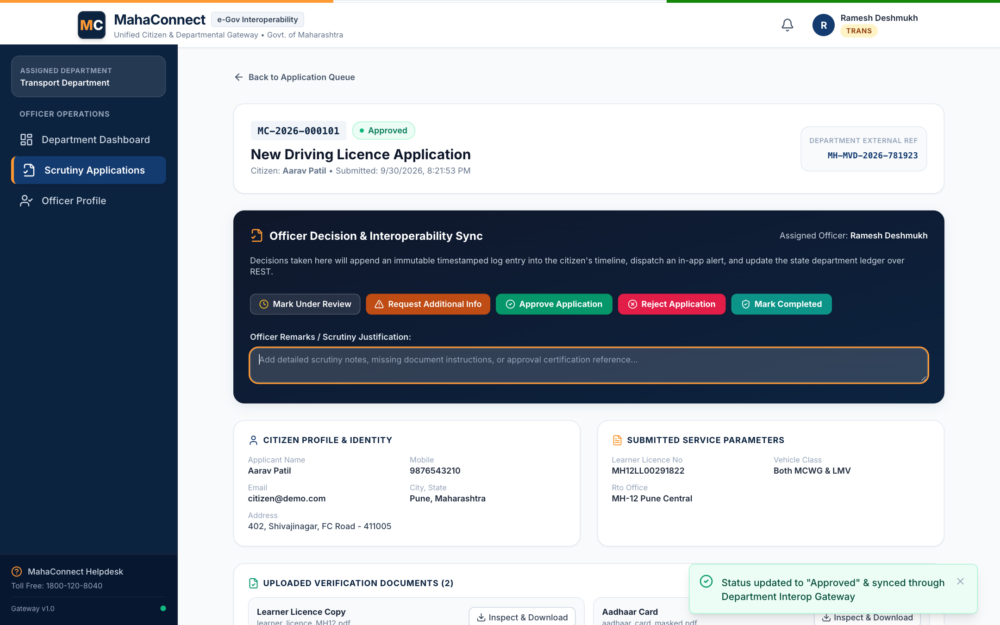 MC
MahaConnect
e-Gov Interoperability
Unified Citizen & Departmental Gateway • Govt. of Maharashtra
R
Ramesh Deshmukh
TRANS
ASSIGNED DEPARTMENT
Transport Department
OFFICER OPERATIONS
Department Dashboard
Scrutiny Applications
Officer Profile
MahaConnect Helpdesk
Toll Free: 1800-120-8040
Gateway v1.0
Back to Application Queue
MC-2026-000101
Approved
New Driving Licence Application
Citizen: Aarav Patil • Submitted: 9/30/2026, 8:21:53 PM
DEPARTMENT EXTERNAL REF
MH-MVD-2026-781923
Officer Decision & Interoperability Sync
Assigned Officer: Ramesh Deshmukh
Decisions taken here will append an immutable timestamped log entry into the citizen's timeline, dispatch an in-app alert, and update the state department ledger over
REST.
Mark Under Review
Request Additional Info
Approve Application
Reject Application
Mark Completed
Officer Remarks / Scrutiny Justification:
Add detailed scrutiny notes, missing document instructions, or approval certification reference...
CITIZEN PROFILE & IDENTITY
Applicant Name
Aarav Patil
Mobile
9876543210
Email
citizen@demo.com
City, State
Pune, Maharashtra
Address
402, Shivajinagar, FC Road - 411005
SUBMITTED SERVICE PARAMETERS
Learner Licence No
MH12LL00291822
Vehicle Class
Both MCWG & LMV
Rto Office
MH-12 Pune Central
UPLOADED VERIFICATION DOCUMENTS (2)
Learner Licence Copy
learner_licence_MH12.pdf
Inspect & Download
Aadhaar Card
aadhaar_card_masked.pdf
Inspect & Download
Status updated to "Approved" & synced through
Department Interop Gateway